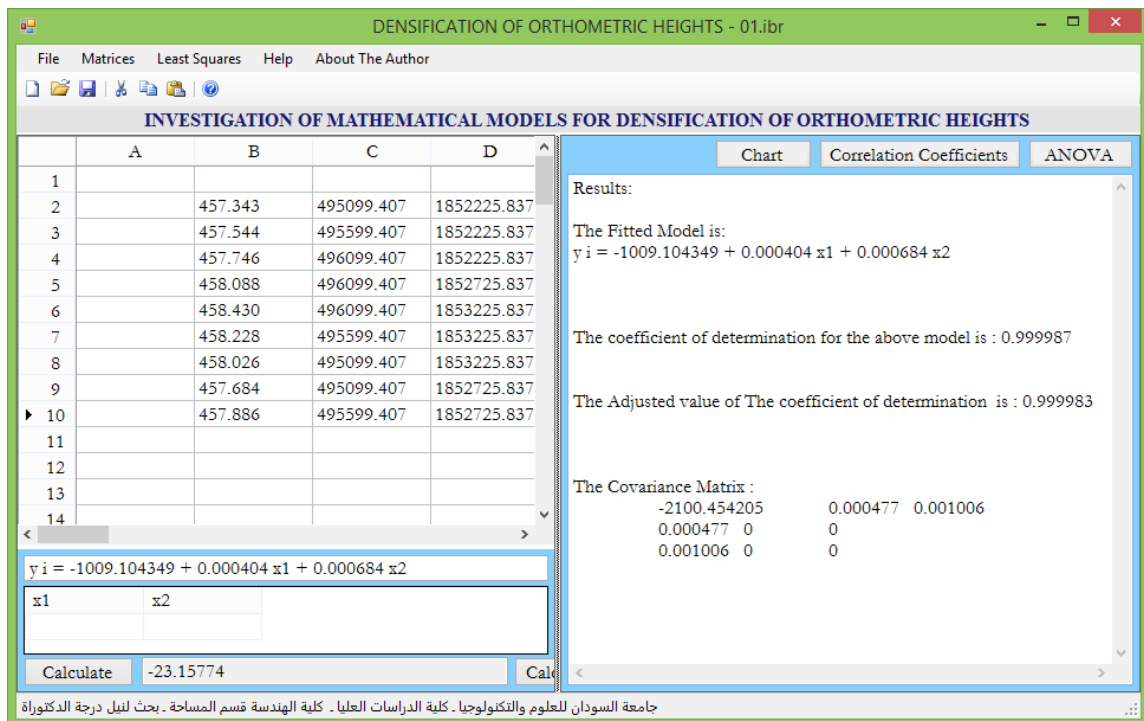 DENSIFICATION OF ORTHOMETRIC HEIGHTS - 01.ibr
File Matrices Least Squares Help About The Author
INVESTIGATION OF MATHEMATICAL MODELS FOR DENSIFICATION OF ORTHOMETRIC HEIGHTS
A B C D
1
2 457.343 495099.407 1852225.837
3 457.544 495599.407 1852225.837
4 457.746 496099.407 1852225.837
5 458.088 496099.407 1852725.837
6 458.430 496099.407 1853225.837
7 458.228 495599.407 1853225.837
8 458.026 495099.407 1853225.837
9 457.684 495099.407 1852725.837
10 457.886 495599.407 1852725.837
11
12
13
14
y i = -1009.104349 + 0.000404 x1 + 0.000684 x2
x1 x2
Calculate -23.15774 Calc
Chart Correlation Coefficients ANOVA
Results:
The Fitted Model is:
y i = -1009.104349 + 0.000404 x1 + 0.000684 x2
The coefficient of determination for the above model is : 0.999987
The Adjusted value of The coefficient of determination is : 0.999983
The Covariance Matrix :
-2100.454205 0.000477 0.001006
0.000477 0 0
0.001006 0 0
جامعة السودان للعلوم والتكنولوجيا ـ كلية الدراسات العليا ـ كلية الهندسة قسم المساحة ـ بحث لنيل درجة الدكتوراة